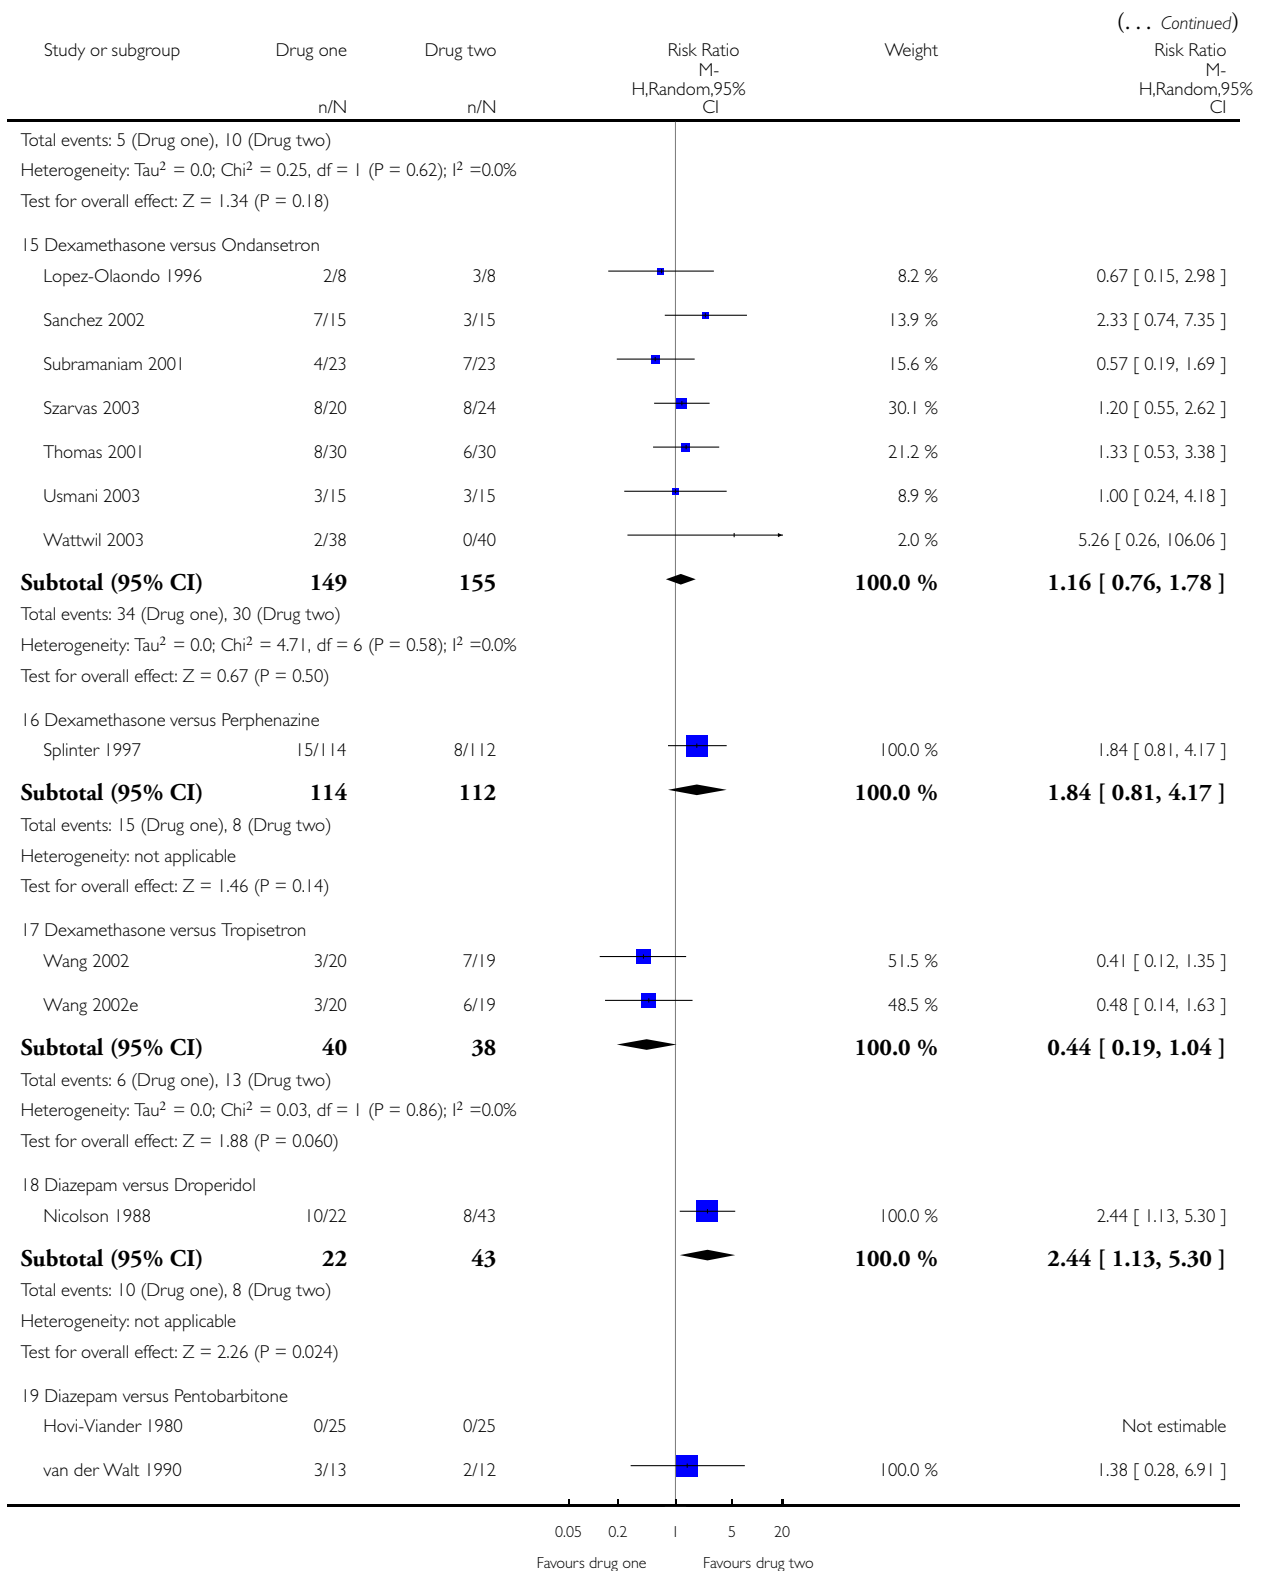 (... Continued)
Study or subgroup Drug one Drug two Risk Ratio Weight Risk Ratio
M- M-
H,Random,95% H,Random,95%
n/N n/N CI CI
Total events: 5 (Drug one), 10 (Drug two)
Heterogeneity: Tau² = 0.0; Chi² = 0.25, df = 1 (P = 0.62); I² =0.0%
Test for overall effect: Z = 1.34 (P = 0.18)
15 Dexamethasone versus Ondansetron
Lopez-Olaondo 1996 2/8 3/8 8.2 % 0.67 [ 0.15, 2.98 ]
Sanchez 2002 7/15 3/15 13.9 % 2.33 [ 0.74, 7.35 ]
Subramaniam 2001 4/23 7/23 15.6 % 0.57 [ 0.19, 1.69 ]
Szarvas 2003 8/20 8/24 30.1 % 1.20 [ 0.55, 2.62 ]
Thomas 2001 8/30 6/30 21.2 % 1.33 [ 0.53, 3.38 ]
Usmani 2003 3/15 3/15 8.9 % 1.00 [ 0.24, 4.18 ]
Wattwil 2003 2/38 0/40 2.0 % 5.26 [ 0.26, 106.06 ]
Subtotal (95% CI) 149 155 100.0 % 1.16 [ 0.76, 1.78 ]
Total events: 34 (Drug one), 30 (Drug two)
Heterogeneity: Tau² = 0.0; Chi² = 4.71, df = 6 (P = 0.58); I² =0.0%
Test for overall effect: Z = 0.67 (P = 0.50)
16 Dexamethasone versus Perphenazine
Splinter 1997 15/114 8/112 100.0 % 1.84 [ 0.81, 4.17 ]
Subtotal (95% CI) 114 112 100.0 % 1.84 [ 0.81, 4.17 ]
Total events: 15 (Drug one), 8 (Drug two)
Heterogeneity: not applicable
Test for overall effect: Z = 1.46 (P = 0.14)
17 Dexamethasone versus Tropisetron
Wang 2002 3/20 7/19 51.5 % 0.41 [ 0.12, 1.35 ]
Wang 2002e 3/20 6/19 48.5 % 0.48 [ 0.14, 1.63 ]
Subtotal (95% CI) 40 38 100.0 % 0.44 [ 0.19, 1.04 ]
Total events: 6 (Drug one), 13 (Drug two)
Heterogeneity: Tau² = 0.0; Chi² = 0.03, df = 1 (P = 0.86); I² =0.0%
Test for overall effect: Z = 1.88 (P = 0.060)
18 Diazepam versus Droperidol
Nicolson 1988 10/22 8/43 100.0 % 2.44 [ 1.13, 5.30 ]
Subtotal (95% CI) 22 43 100.0 % 2.44 [ 1.13, 5.30 ]
Total events: 10 (Drug one), 8 (Drug two)
Heterogeneity: not applicable
Test for overall effect: Z = 2.26 (P = 0.024)
19 Diazepam versus Pentobarbitone
Hovi-Viander 1980 0/25 0/25 Not estimable
van der Walt 1990 3/13 2/12 100.0 % 1.38 [ 0.28, 6.91 ]
0.05 0.2 1 5 20
Favours drug one Favours drug two